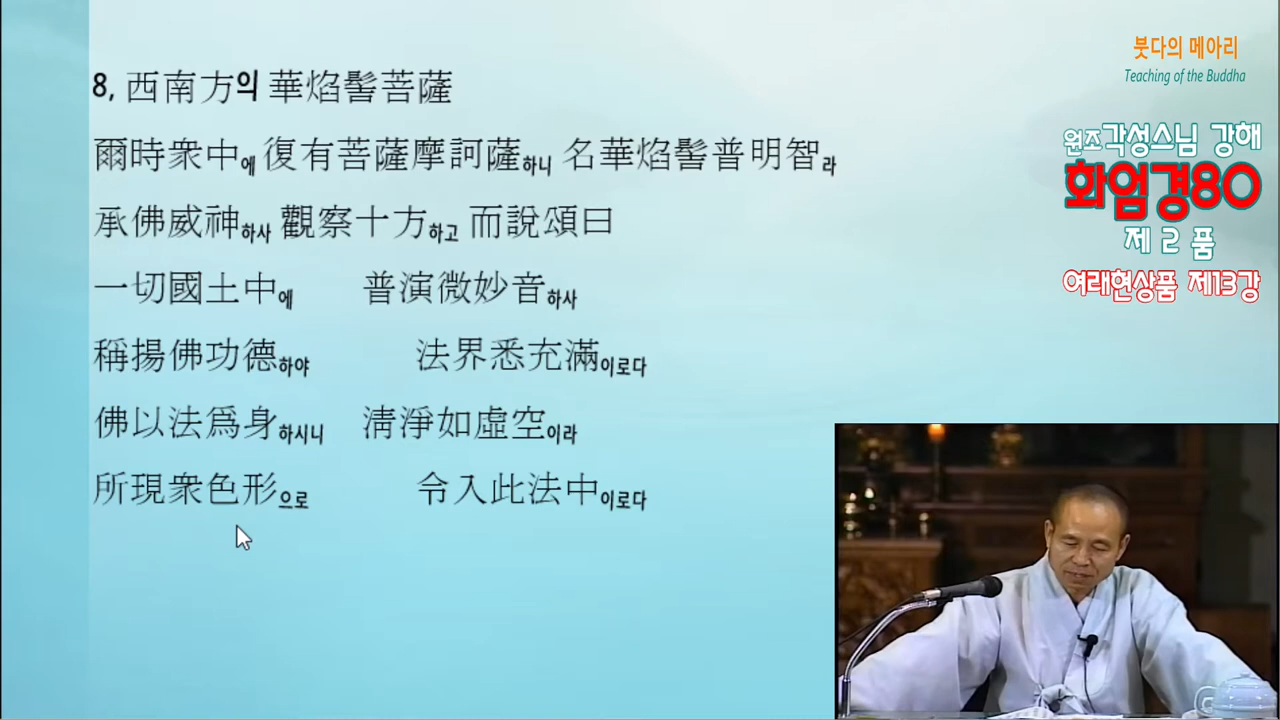 8, 西南方의 華焰髻菩薩
爾時衆中에 復有菩薩摩訶薩하니 名華焰髻普明智라
承佛威神하사 觀察十方하고 而說頌曰
一切國土中에 普演微妙音하사
稱揚佛功德하야 法界悉充滿이로다
佛以法爲身하시니 淸淨如虛空이라
所現衆色形으로 令入此法中이로다
붓다의 메아리
Teaching of the Buddha
원조각성스님 강해
화엄경80
제 2 품
여래현상품 제13강